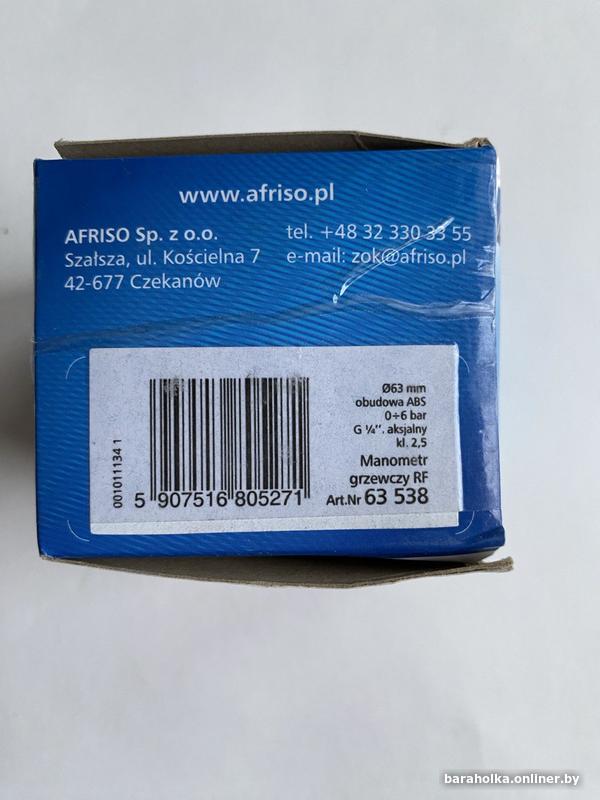 www.afriso.pl
AFRISO Sp. z o.o.
Szałsza, ul. Kościelna 7
42-677 Czekanów
tel. +48 32 330 33 55
e-mail: zok@afriso.pl
001011134 1
5 907516 805271
Ø63 mm
obudowa ABS
0÷6 bar
G ¼". aksjalny
kl. 2,5
Manometr
grzewczy RF
Art.Nr 63 538
baraholka.onliner.by